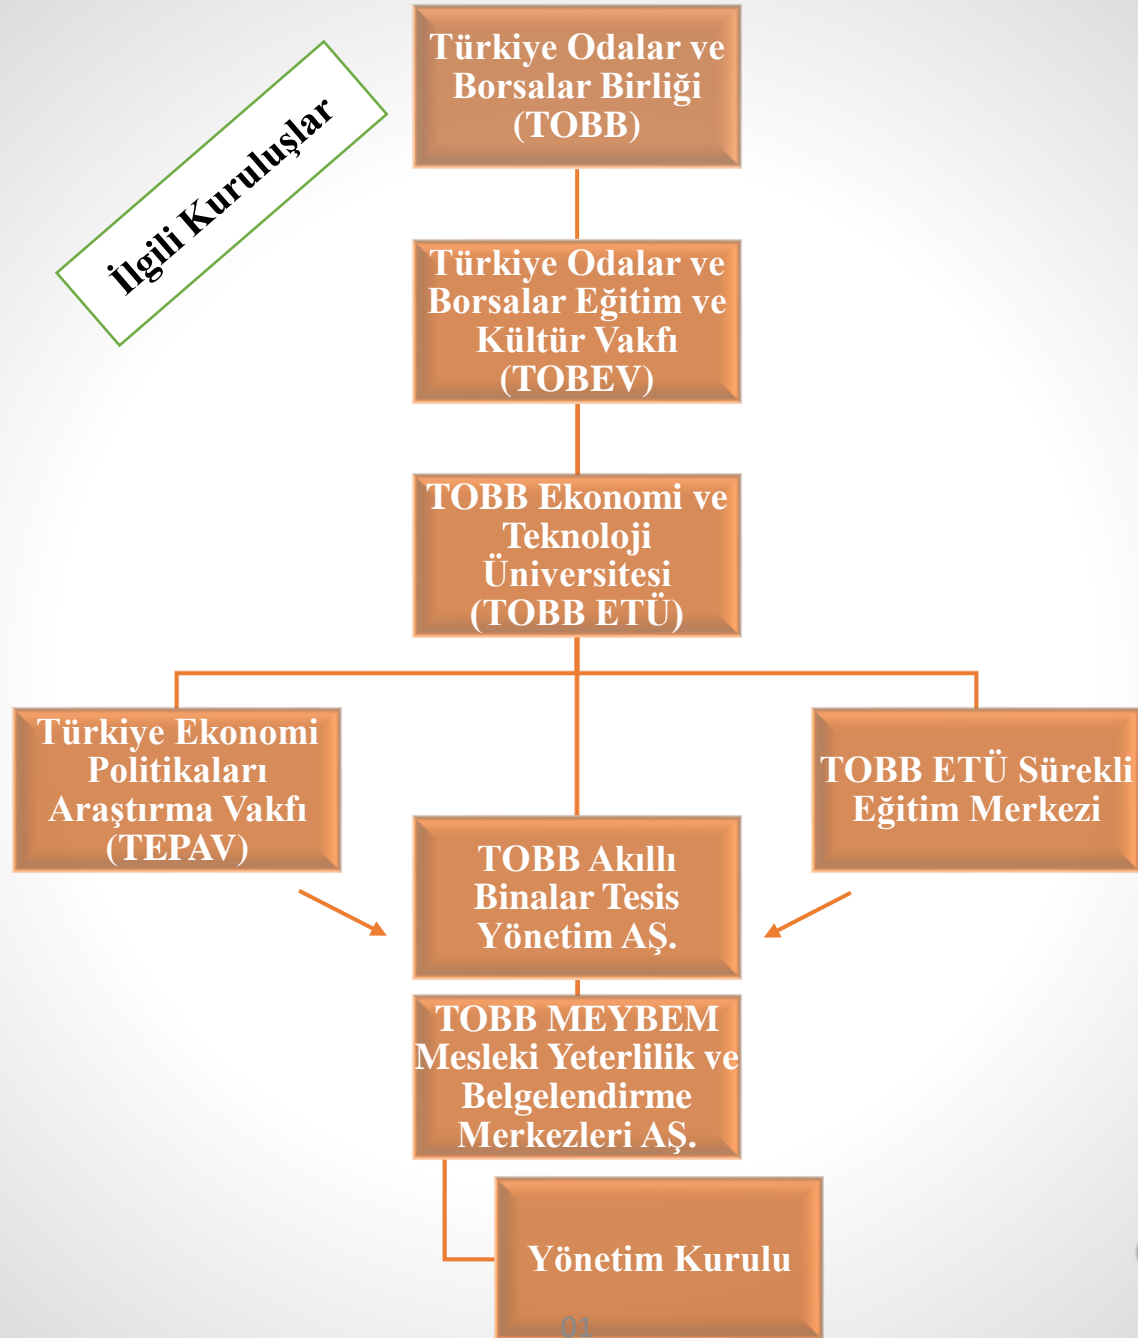 Türkiye Odalar ve
Borsalar Birliği
(TOBB)
İlgili Kuruluşlar
Türkiye Odalar ve
Borsalar Eğitim ve
Kültür Vakfı
(TOBEV)
TOBB Ekonomi ve
Teknoloji
Üniversitesi
(TOBB ETÜ)
Türkiye Ekonomi
Politikaları
Araştırma Vakfı
(TEPAV)
TOBB ETÜ Sürekli
Eğitim Merkezi
TOBB Akıllı
Binalar Tesis
Yönetim AŞ.
TOBB MEYBEM
Mesleki Yeterlilik ve
Belgelendirme
Merkezleri AŞ.
Yönetim Kurulu
01